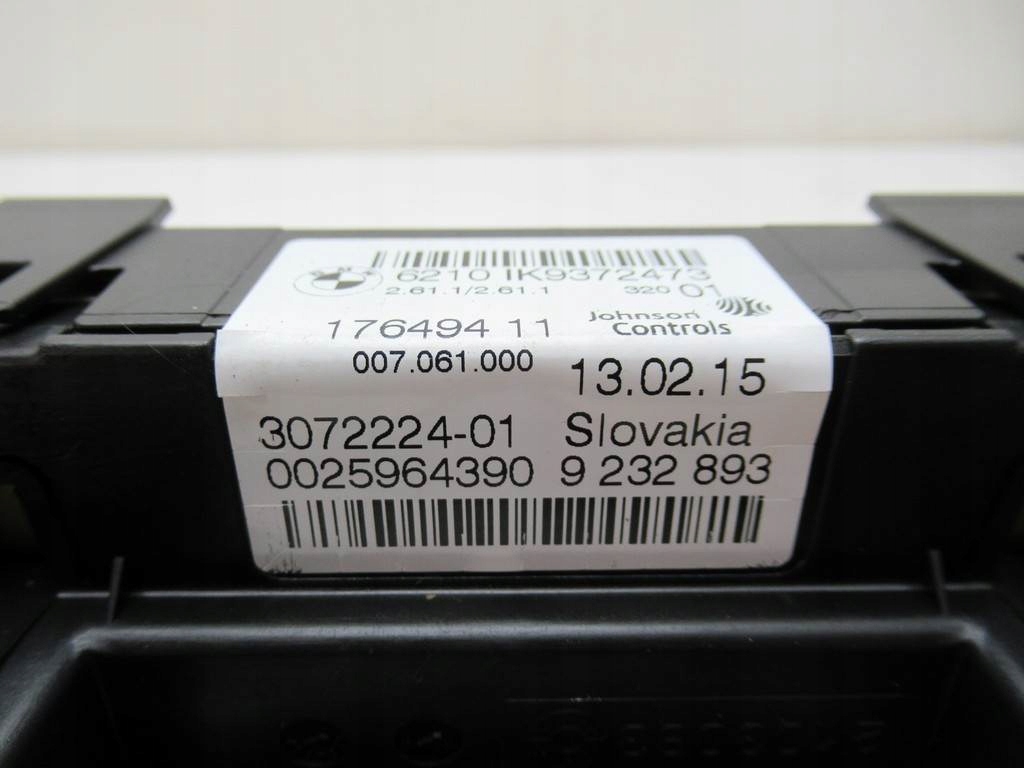 6210 IK9372473
2.61.1/2.61.1 320 01
Johnson
Controls
176494 11
007.061.000
13.02.15
3072224-01 Slovakia
0025964390 9 232 893